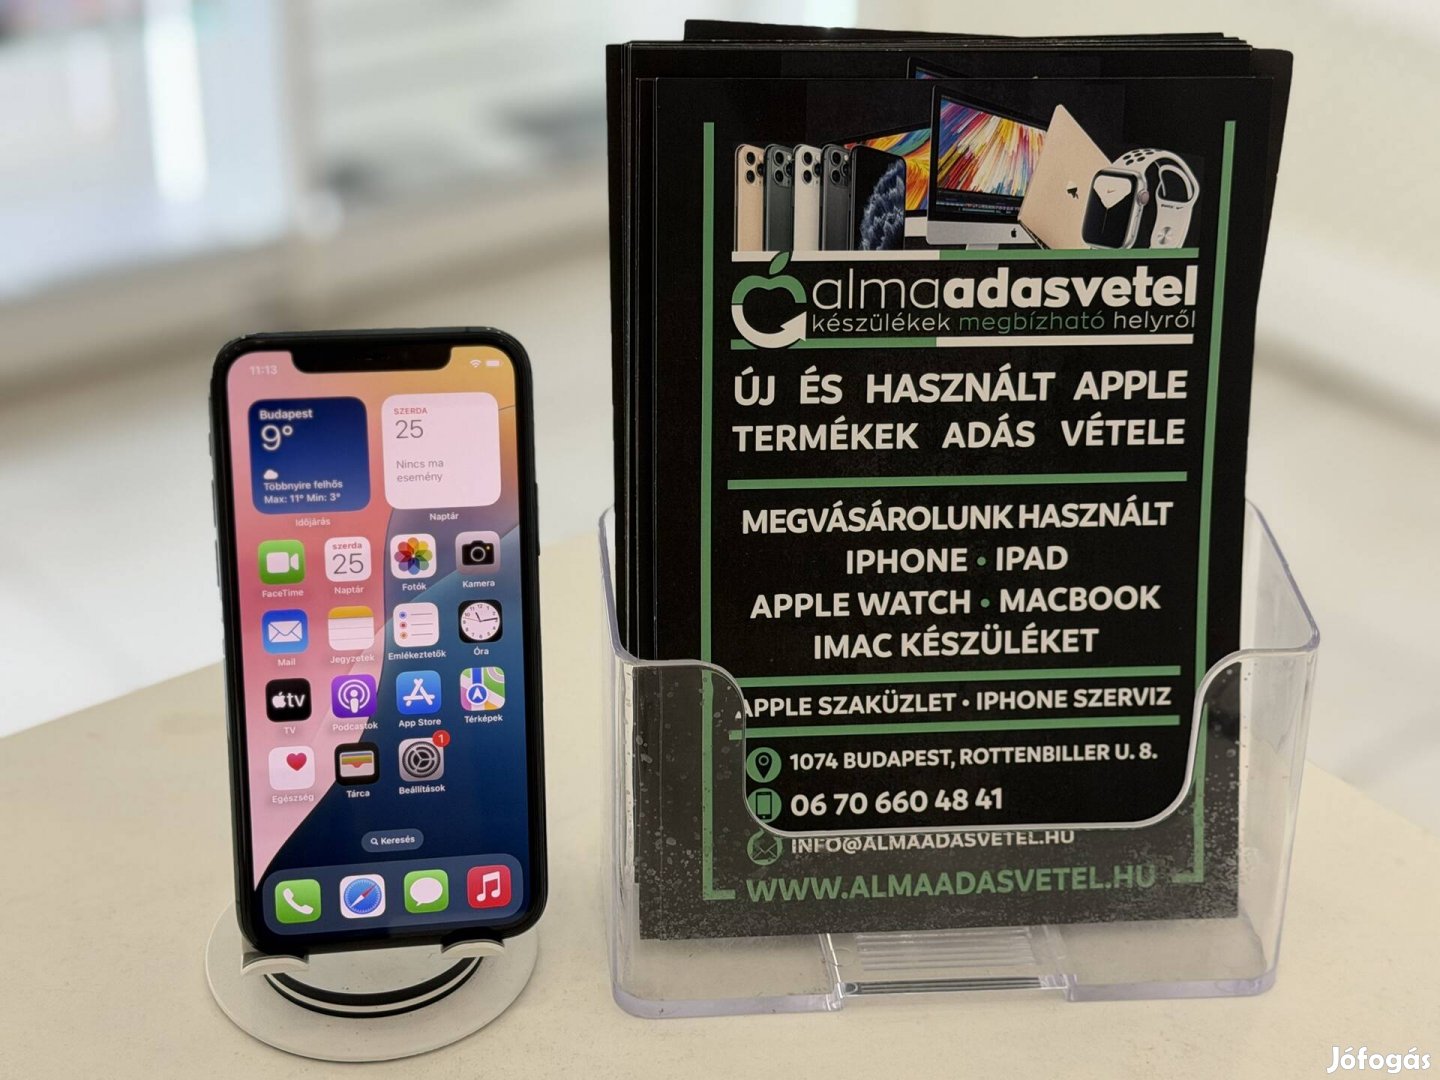 11:13
Budapest
9°
Többnyire felhős
Max: 11° Min: 3°
Időjárás
SZERDA
25
Nincs ma
esemény
Naptár
FaceTime
szerda
25
Naptár
Fotók
Kamera
Mail
Jegyzetek
Emlékeztetők
Óra
tv
TV
Podcastok
App Store
Térképek
Egészség
Tárca
1
Beállítások
Keresés
almaadasvetel
készülékek megbízható helyről
ÚJ ÉS HASZNÁLT APPLE
TERMÉKEK ADÁS VÉTELE
MEGVÁSÁROLUNK HASZNÁLT
IPHONE • IPAD
APPLE WATCH • MACBOOK
IMAC KÉSZÜLÉKET
APPLE SZAKÜZLET • IPHONE SZERVIZ
1074 BUDAPEST, ROTTENBILLER U. 8.
06 70 660 48 41
INFO@ALMAADASVETEL.HU
WWW.ALMAADASVETEL.HU
Jófogás